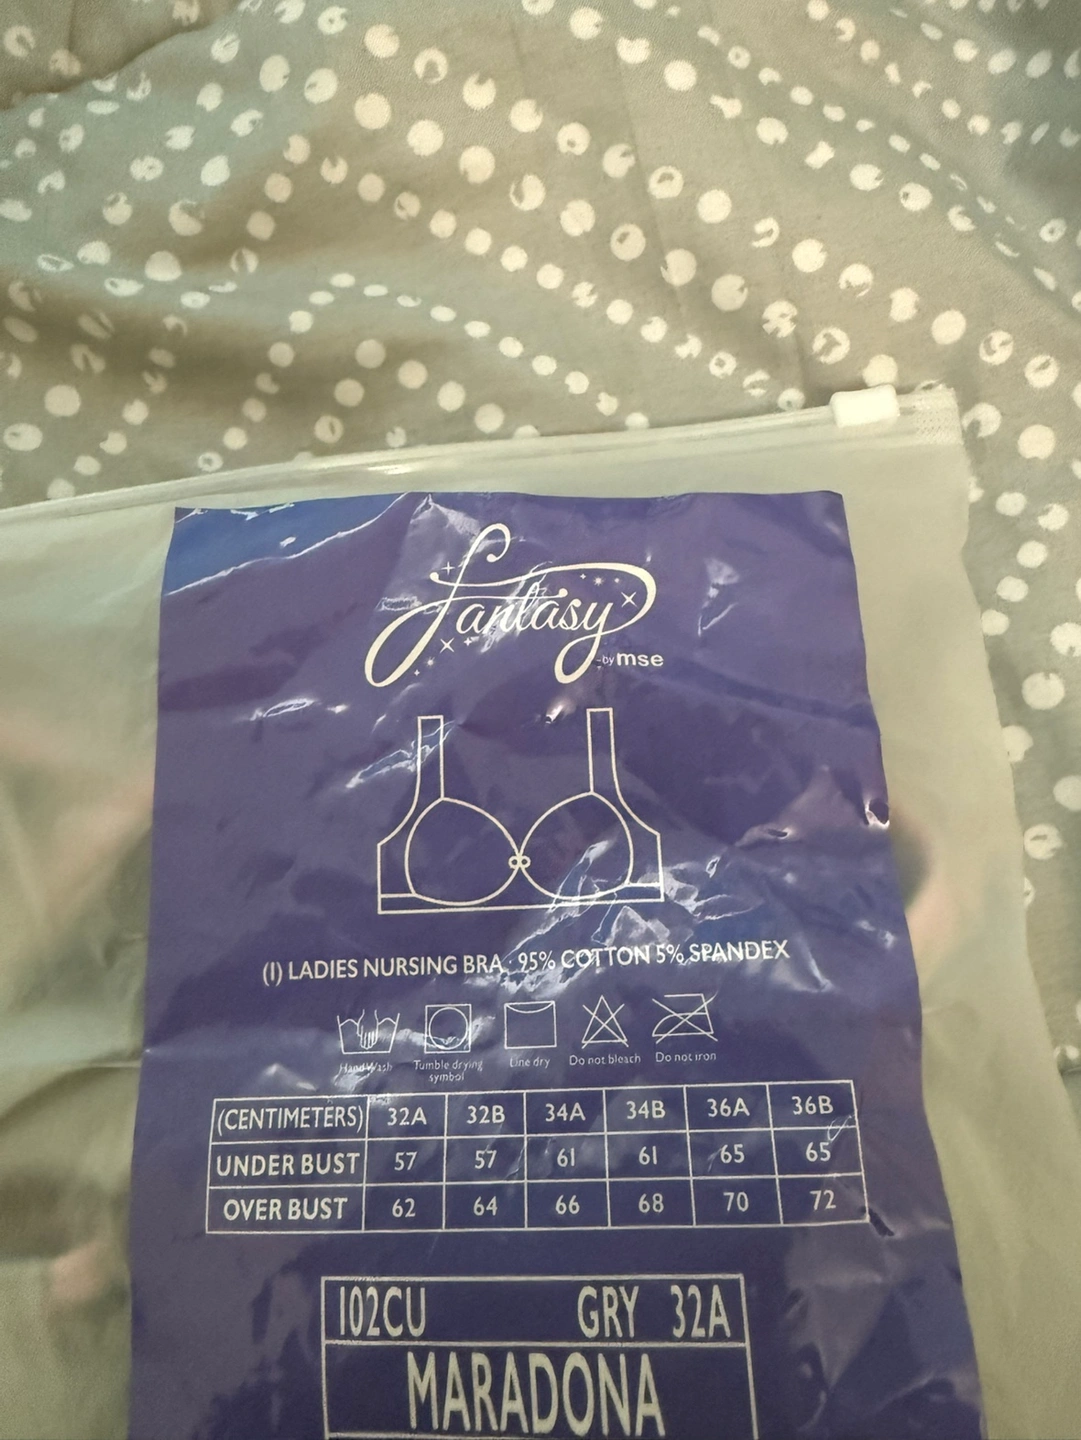 fantasy
- by mse
(1) LADIES NURSING BRA · 95% COTTON 5% SPANDEX
Hand Wash Tumble drying symbol Line dry Do not bleach Do not iron
(CENTIMETERS) 32A 32B 34A 34B 36A 36B
UNDER BUST 57 57 61 61 65 65
OVER BUST 62 64 66 68 70 72
102CU GRY 32A
MARADONA